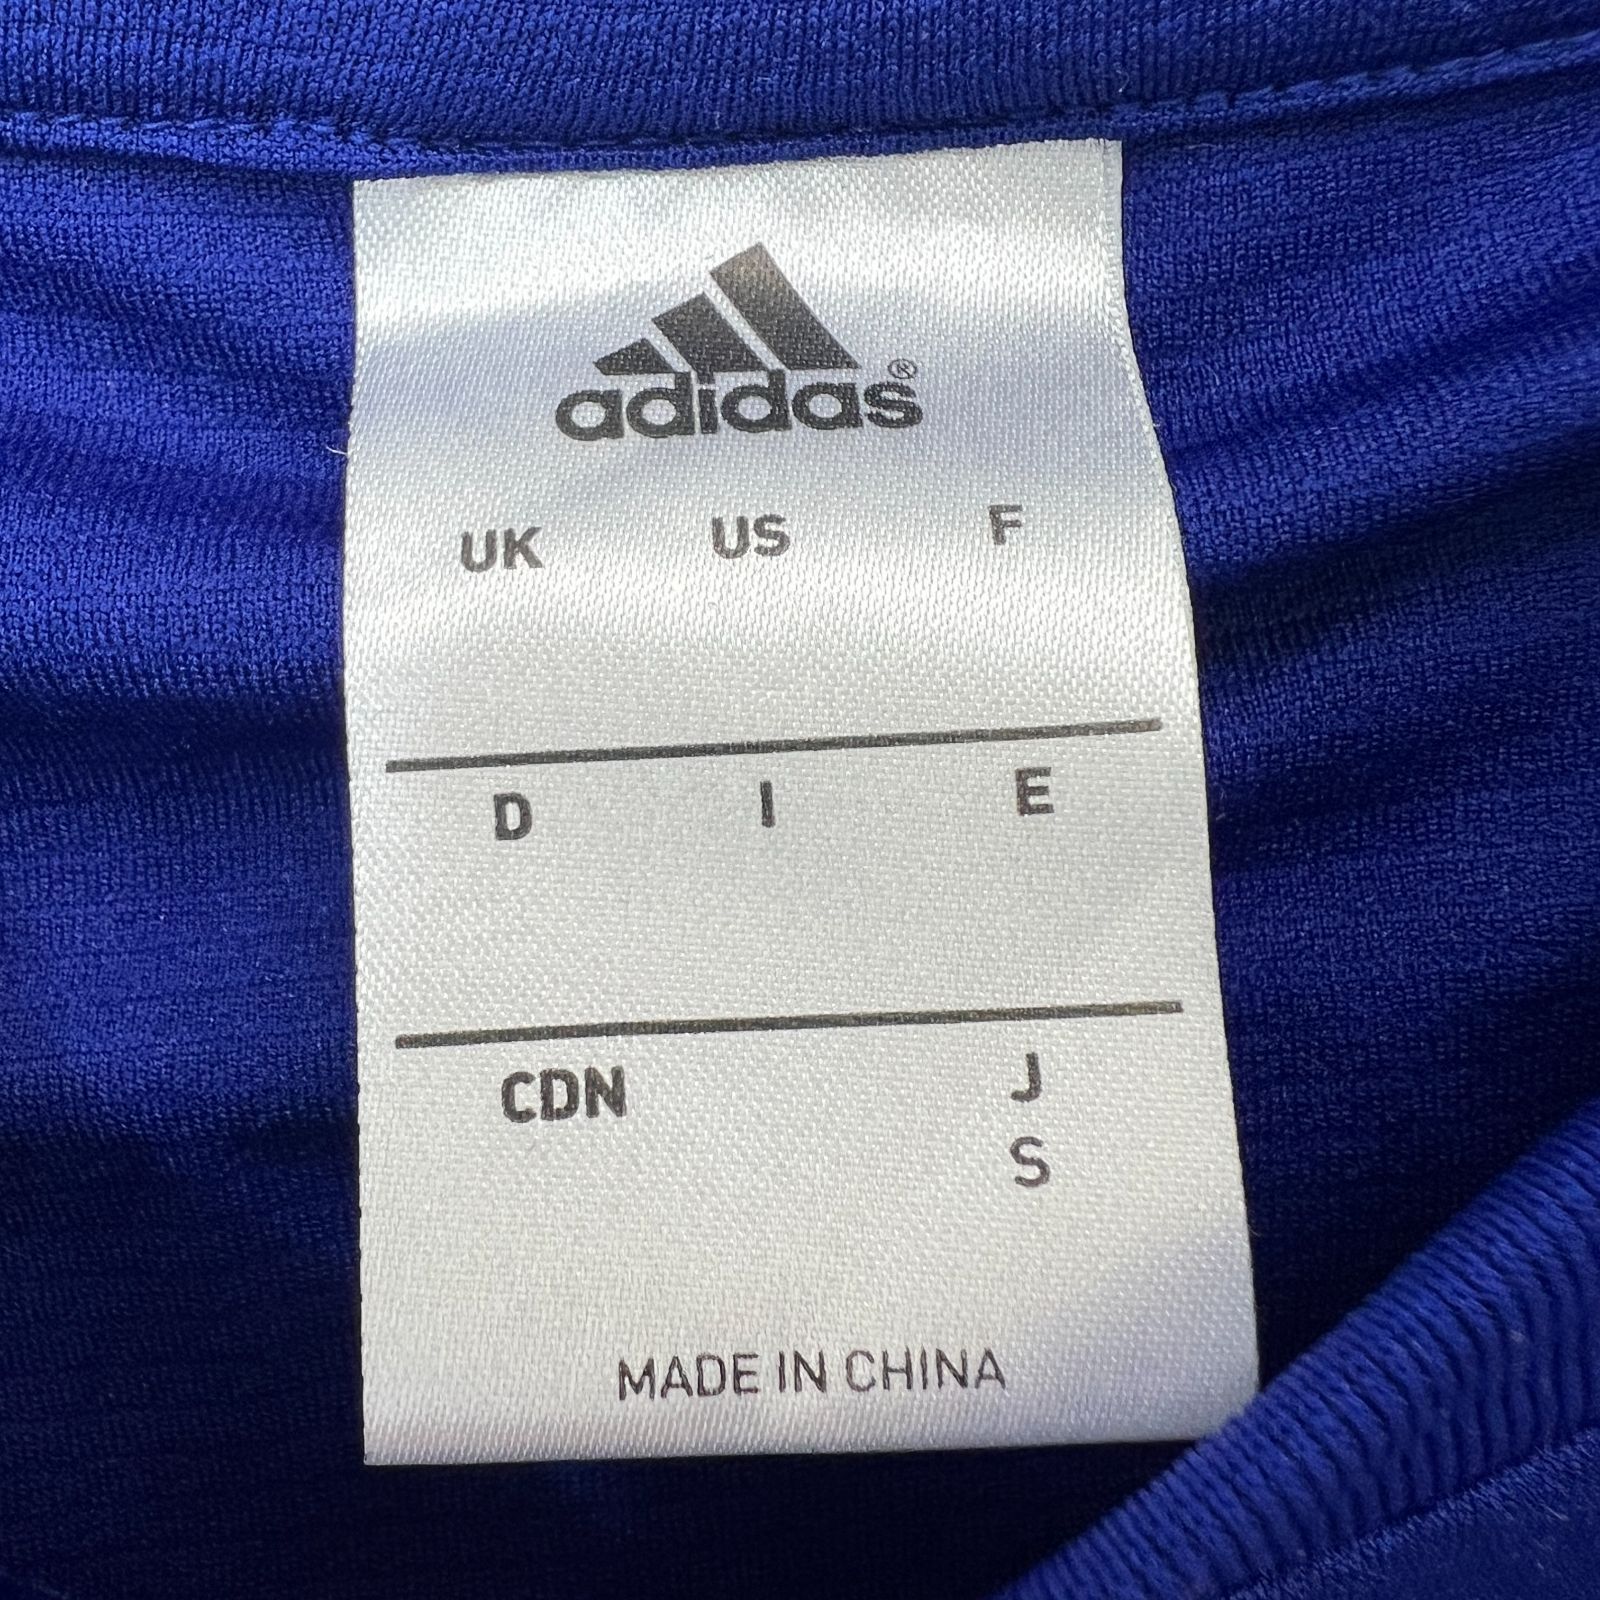 adidas®
UK US F
D I E
CDN J
S
MADE IN CHINA